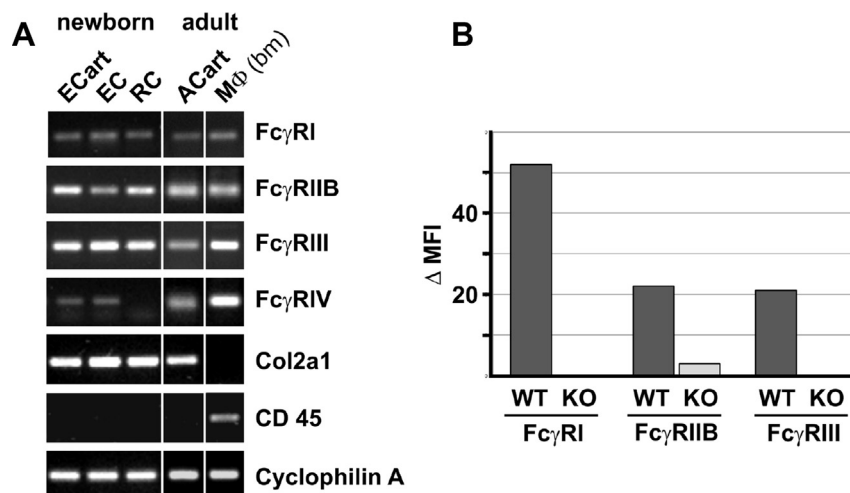 A
newborn adult
ECart EC RC ACart MΦ (bm)
FcγRI
FcγRIIB
FcγRIII
FcγRIV
Col2a1
CD 45
Cyclophilin A
B
Δ MFI
40
20
WT KO WT KO WT KO
FcγRI FcγRIIB FcγRIII